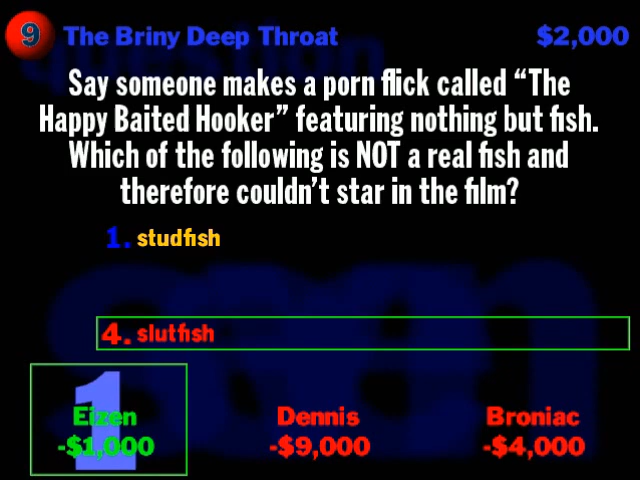 9 The Briny Deep Throat $2,000
Say someone makes a porn flick called “The
Happy Baited Hooker” featuring nothing but fish.
Which of the following is NOT a real fish and
therefore couldn’t star in the film?
1. studfish
4. slutfish
1
Eizen Dennis Broniac
-$1,000 -$9,000 -$4,000